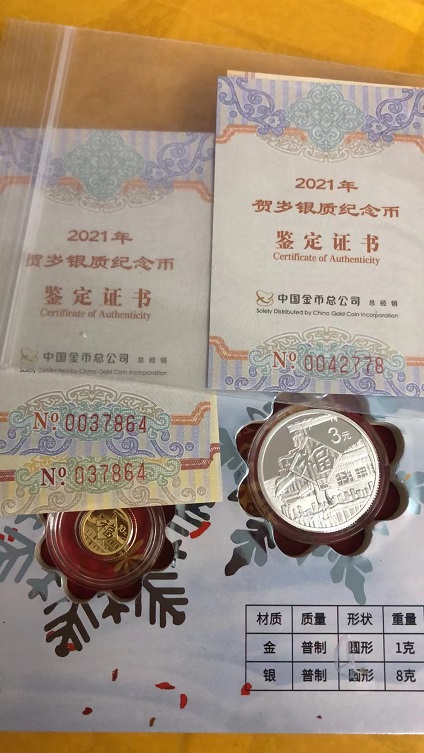 2021年
贺岁银质纪念币
鉴定证书
Certificate of Authenticity
中国金币总公司 总经销
Solely Distributed by China Gold Coin Incorporation
№ 0042778
2021年
贺岁银质纪念币
鉴定证书
Certificate of Authenticity
中国金币总公司 总经销
Solely Distributed by China Gold Coin Incorporation
№ 0037864
№ 037864
3元
福
材质 质量 形状 重量
金 普制 圆形 1克
银 普制 圆形 8克